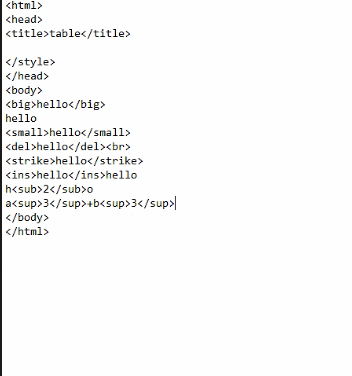 <html>
<head>
<title>table</title>
</style>
</head>
<body>
<big>hello</big>
hello
<small>hello</small>
<del>hello</del><br>
<strike>hello</strike>
<ins>hello</ins>hello
h<sub>2</sub>o
a<sup>3</sup>+b<sup>3</sup>
</body>
</html>